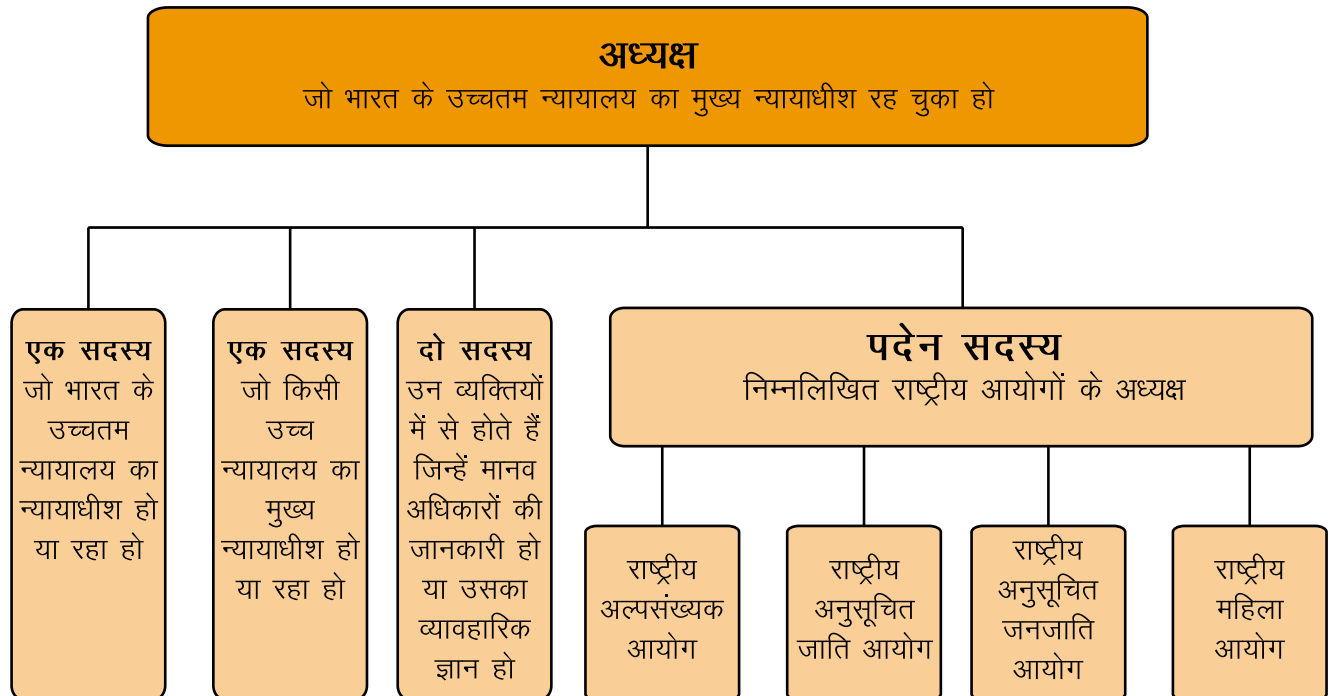 अध्यक्ष
जो भारत के उच्चतम न्यायालय का मुख्य न्यायाधीश रह चुका हो
एक सदस्य
जो भारत के
उच्चतम
न्यायालय का
न्यायाधीश हो
या रहा हो
एक सदस्य
जो किसी
उच्च
न्यायालय का
मुख्य
न्यायाधीश हो
या रहा हो
दो सदस्य
उन व्यक्तियों
में से होते हैं
जिन्हें मानव
अधिकारों की
जानकारी हो
या उसका
व्यावहारिक
ज्ञान हो
पदेन सदस्य
निम्नलिखित राष्ट्रीय आयोगों के अध्यक्ष
राष्ट्रीय
अल्पसंख्यक
आयोग
राष्ट्रीय
अनुसूचित
जाति आयोग
राष्ट्रीय
अनुसूचित
जनजाति
आयोग
राष्ट्रीय
महिला
आयोग